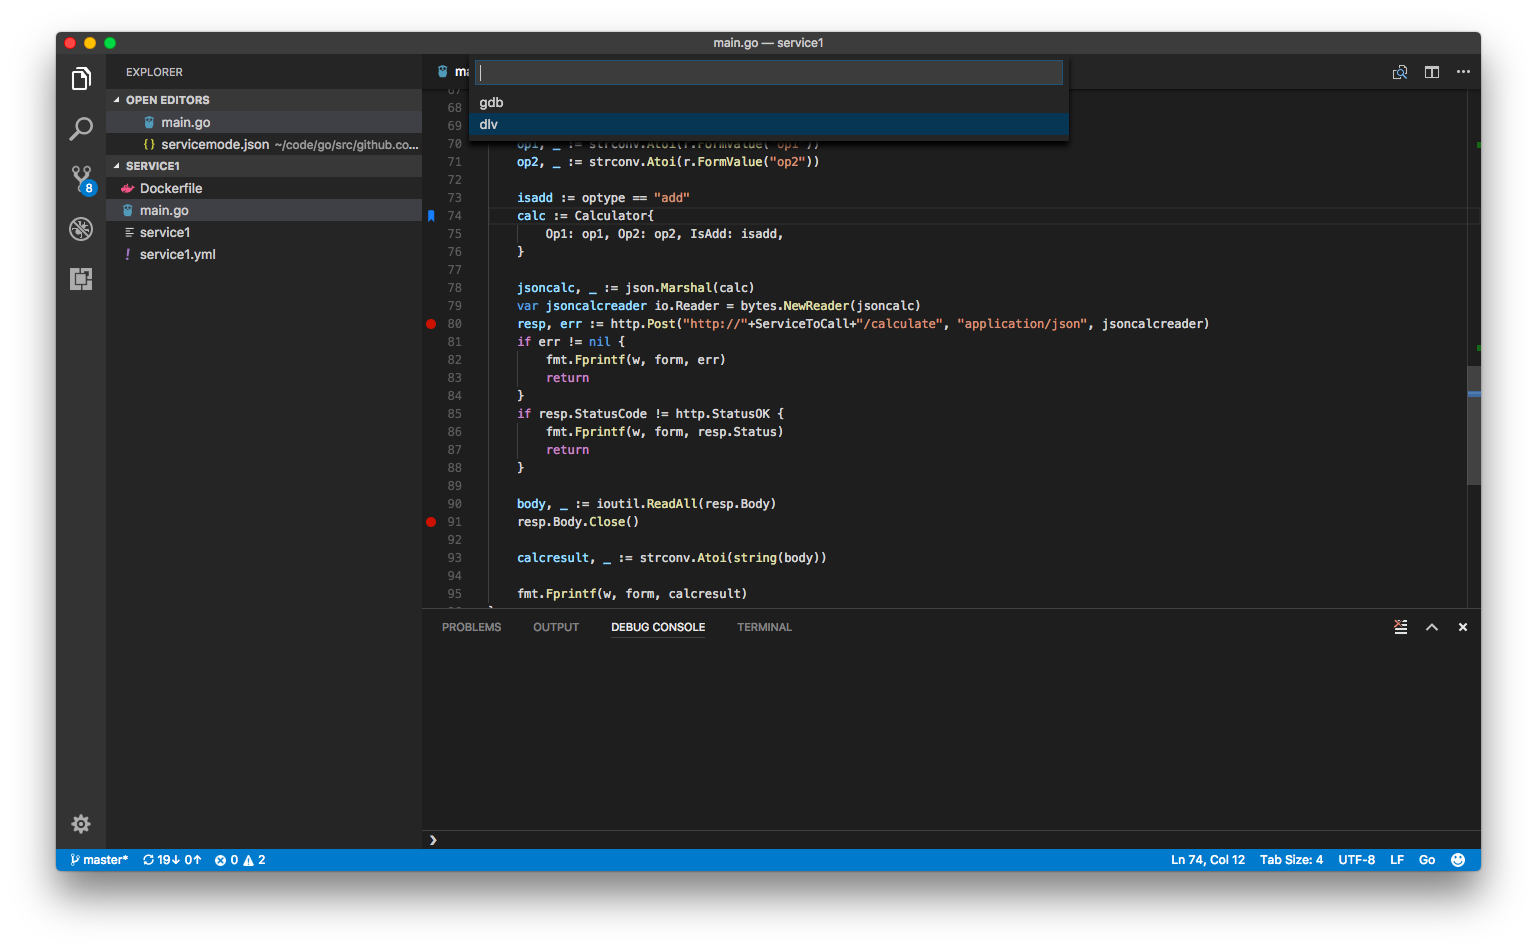 main.go — service1
EXPLORER
OPEN EDITORS
main.go
servicemode.json ~/code/go/src/github.co...
SERVICE1
Dockerfile
main.go
service1
service1.yml
8
gdb
dlv
67
68
69
70 op1, _ := strconv.Atoi(r.FormValue("op1"))
71 op2, _ := strconv.Atoi(r.FormValue("op2"))
72
73 isadd := optype == "add"
74 calc := Calculator{
75 Op1: op1, Op2: op2, IsAdd: isadd,
76 }
77
78 jsoncalc, _ := json.Marshal(calc)
79 var jsoncalcreader io.Reader = bytes.NewReader(jsoncalc)
80 resp, err := http.Post("http://"+ServiceToCall+"/calculate", "application/json", jsoncalcreader)
81 if err != nil {
82 fmt.Fprintf(w, form, err)
83 return
84 }
85 if resp.StatusCode != http.StatusOK {
86 fmt.Fprintf(w, form, resp.Status)
87 return
88 }
89
90 body, _ := ioutil.ReadAll(resp.Body)
91 resp.Body.Close()
92
93 calcresult, _ := strconv.Atoi(string(body))
94
95 fmt.Fprintf(w, form, calcresult)
PROBLEMS OUTPUT DEBUG CONSOLE TERMINAL
master* 19↓ 0↑ 0 2 Ln 74, Col 12 Tab Size: 4 UTF-8 LF Go